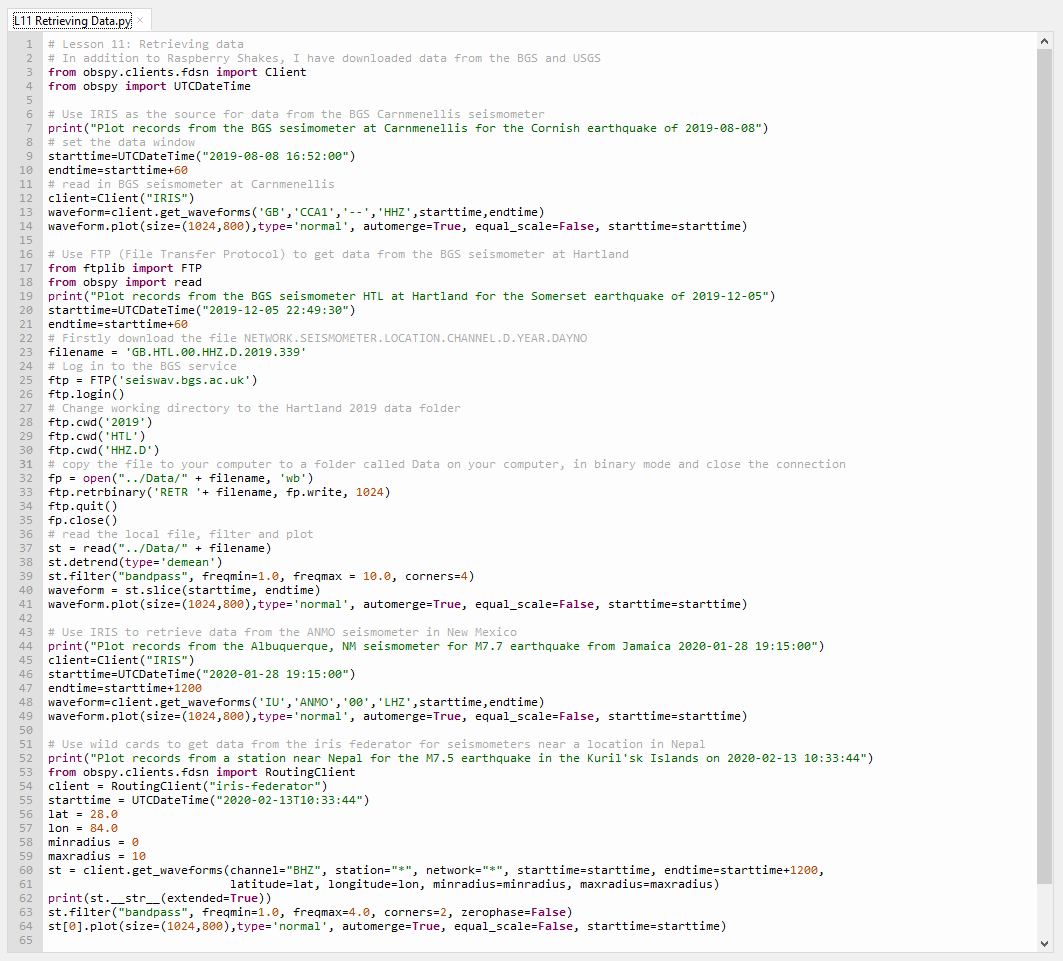 L11 Retrieving Data.py
1 # Lesson 11: Retrieving data
2 # In addition to Raspberry Shakes, I have downloaded data from the BGS and USGS
3 from obspy.clients.fdsn import Client
4 from obspy import UTCDateTime
5
6 # Use IRIS as the source for data from the BGS Carnmenellis seismometer
7 print("Plot records from the BGS sesimometer at Carnmenellis for the Cornish earthquake of 2019-08-08")
8 # set the data window
9 starttime=UTCDateTime("2019-08-08 16:52:00")
10 endtime=starttime+60
11 # read in BGS seismometer at Carnmenellis
12 client=Client("IRIS")
13 waveform=client.get_waveforms('GB','CCA1','--','HHZ',starttime,endtime)
14 waveform.plot(size=(1024,800),type='normal', automerge=True, equal_scale=False, starttime=starttime)
15
16 # Use FTP (File Transfer Protocol) to get data from the BGS seismometer at Hartland
17 from ftplib import FTP
18 from obspy import read
19 print("Plot records from the BGS seismometer HTL at Hartland for the Somerset earthquake of 2019-12-05")
20 starttime=UTCDateTime("2019-12-05 22:49:30")
21 endtime=starttime+60
22 # Firstly download the file NETWORK.SEISMOMETER.LOCATION.CHANNEL.D.YEAR.DAYNO
23 filename = 'GB.HTL.00.HHZ.D.2019.339'
24 # Log in to the BGS service
25 ftp = FTP('seiswav.bgs.ac.uk')
26 ftp.login()
27 # Change working directory to the Hartland 2019 data folder
28 ftp.cwd('2019')
29 ftp.cwd('HTL')
30 ftp.cwd('HHZ.D')
31 # copy the file to your computer to a folder called Data on your computer, in binary mode and close the connection
32 fp = open("../Data/" + filename, 'wb')
33 ftp.retrbinary('RETR '+ filename, fp.write, 1024)
34 ftp.quit()
35 fp.close()
36 # read the local file, filter and plot
37 st = read("../Data/" + filename)
38 st.detrend(type='demean')
39 st.filter("bandpass", freqmin=1.0, freqmax = 10.0, corners=4)
40 waveform = st.slice(starttime, endtime)
41 waveform.plot(size=(1024,800),type='normal', automerge=True, equal_scale=False, starttime=starttime)
42
43 # Use IRIS to retrieve data from the ANMO seismometer in New Mexico
44 print("Plot records from the Albuquerque, NM seismometer for M7.7 earthquake from Jamaica 2020-01-28 19:15:00")
45 client=Client("IRIS")
46 starttime=UTCDateTime("2020-01-28 19:15:00")
47 endtime=starttime+1200
48 waveform=client.get_waveforms('IU','ANMO','00','LHZ',starttime,endtime)
49 waveform.plot(size=(1024,800),type='normal', automerge=True, equal_scale=False, starttime=starttime)
50
51 # Use wild cards to get data from the iris federator for seismometers near a location in Nepal
52 print("Plot records from a station near Nepal for the M7.5 earthquake in the Kuril'sk Islands on 2020-02-13 10:33:44")
53 from obspy.clients.fdsn import RoutingClient
54 client = RoutingClient("iris-federator")
55 starttime = UTCDateTime("2020-02-13T10:33:44")
56 lat = 28.0
57 lon = 84.0
58 minradius = 0
59 maxradius = 10
60 st = client.get_waveforms(channel="BHZ", station="*", network="*", starttime=starttime, endtime=starttime+1200,
61 latitude=lat, longitude=lon, minradius=minradius, maxradius=maxradius)
62 print(st.__str__(extended=True))
63 st.filter("bandpass", freqmin=1.0, freqmax=4.0, corners=2, zerophase=False)
64 st[0].plot(size=(1024,800),type='normal', automerge=True, equal_scale=False, starttime=starttime)
65